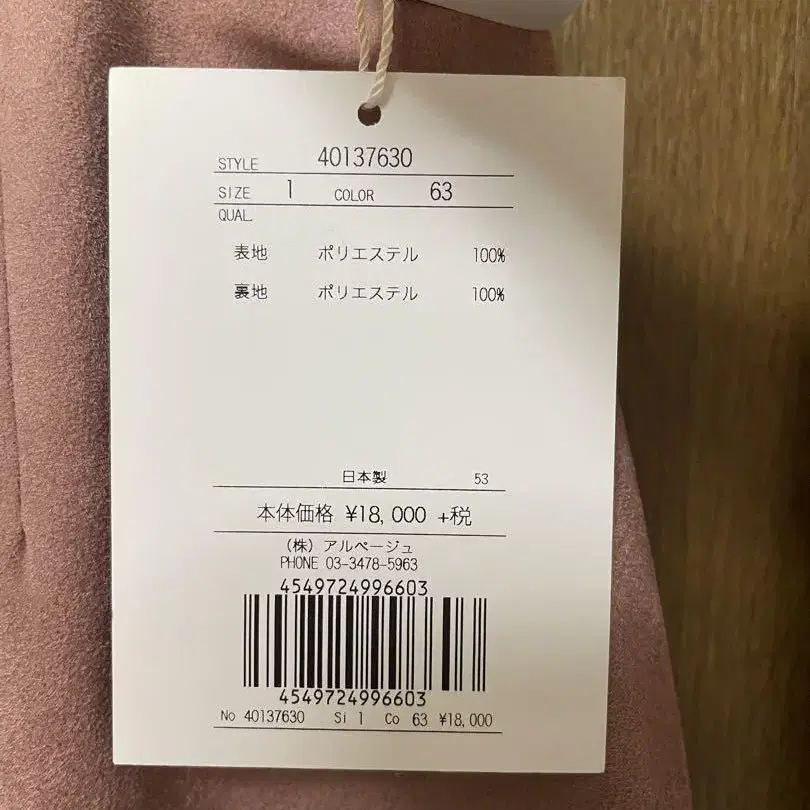 STYLE 40137630
SIZE 1 COLOR 63
QUAL.
表地 ポリエステル 100%
裏地 ポリエステル 100%
日本製 53
本体価格 ¥18,000 +税
(株) アルページュ
PHONE 03-3478-5963
4549724996603
4549724996603
No 40137630 Si 1 Co 63 ¥18,000